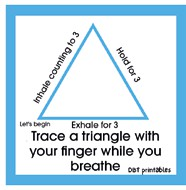 Inhale counting to 3
Hold for 3
Let's begin
Exhale for 3
Trace a triangle with
your finger while you
breathe
DBT printables